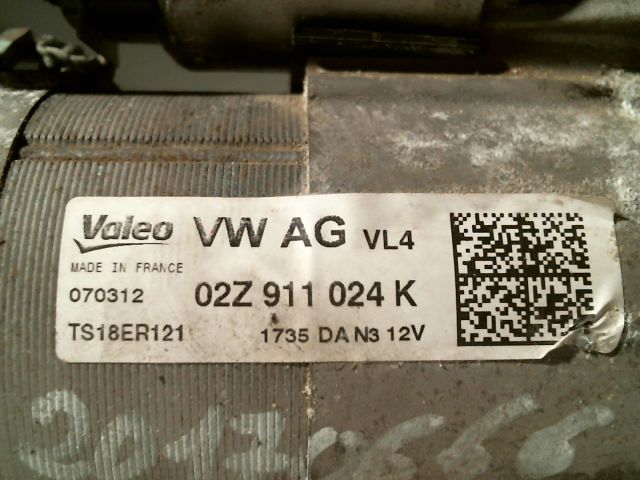 Valeo VW AG VL4
MADE IN FRANCE
070312 02Z 911 024 K
TS18ER121 1735 DA N3 12V